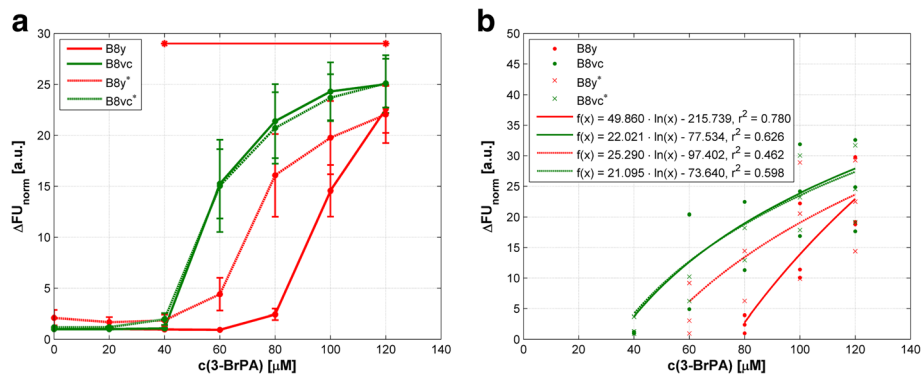 a
30
25
20
15
10
5
0
ΔFUnorm [a.u.]
B8y
B8vc
B8y*
B8vc*
0 20 40 60 80 100 120 140
c(3-BrPA) [µM]
b
50
45
40
35
30
25
20
15
10
5
0
ΔFUnorm [a.u.]
B8y
B8vc
B8y*
B8vc*
f(x) = 49.860 · ln(x) - 215.739, r² = 0.780
f(x) = 22.021 · ln(x) - 77.534, r² = 0.626
f(x) = 25.290 · ln(x) - 97.402, r² = 0.462
f(x) = 21.095 · ln(x) - 73.640, r² = 0.598
0 20 40 60 80 100 120 140
c(3-BrPA) [µM]